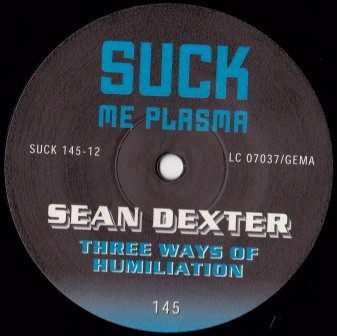 SUCK
ME PLASMA
SUCK 145-12
LC 07037/GEMA
SEAN DEXTER
THREE WAYS OF
HUMILIATION
145